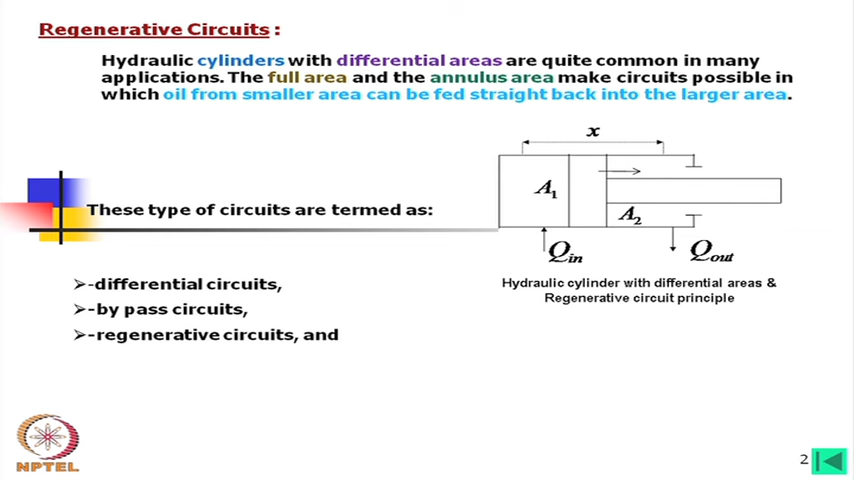 Regenerative Circuits :
Hydraulic cylinders with differential areas are quite common in many
applications. The full area and the annulus area make circuits possible in
which oil from smaller area can be fed straight back into the larger area.
x
A1
A2
Qin
Qout
Hydraulic cylinder with differential areas &
Regenerative circuit principle
These type of circuits are termed as:
➢-differential circuits,
➢-by pass circuits,
➢-regenerative circuits, and
NPTEL
2